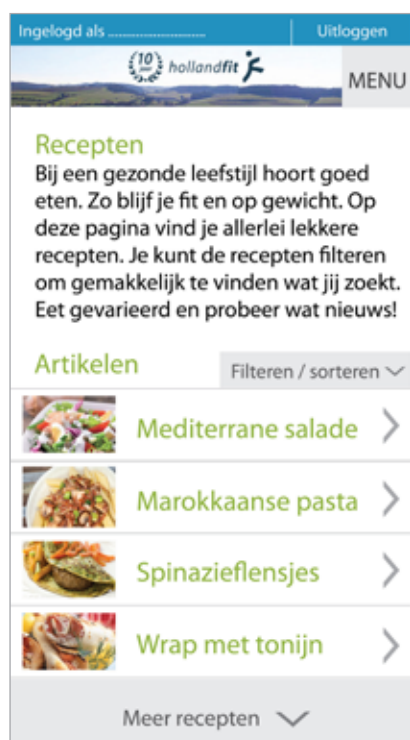 Ingelogd als ............................ Uitloggen
10 jaar hollandfit
MENU
Recepten
Bij een gezonde leefstijl hoort goed
eten. Zo blijf je fit en op gewicht. Op
deze pagina vind je allerlei lekkere
recepten. Je kunt de recepten filteren
om gemakkelijk te vinden wat jij zoekt.
Eet gevarieerd en probeer wat nieuws!
Artikelen Filteren / sorteren
Mediterrane salade
Marokkaanse pasta
Spinazieflensjes
Wrap met tonijn
Meer recepten